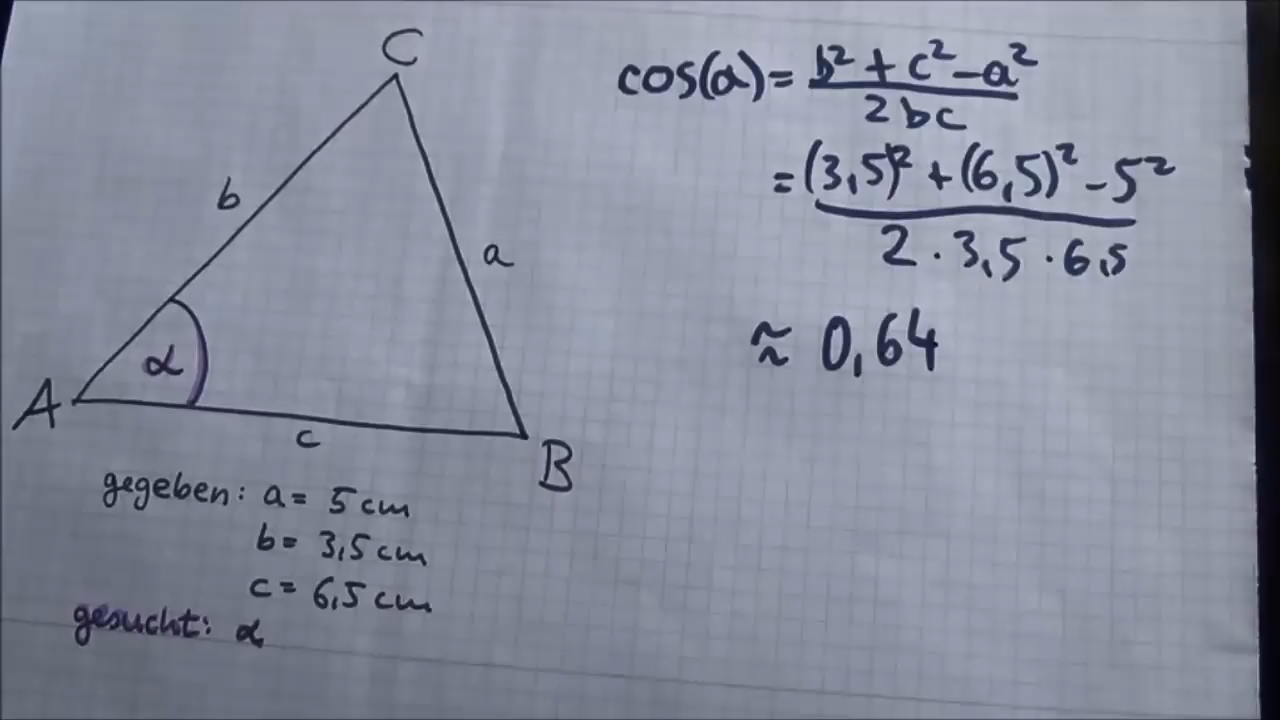 C
b
a
α
A
c
B
gegeben: a = 5 cm
b = 3,5 cm
c = 6,5 cm
gesucht: α
cos(α) = b² + c² - a² / 2bc
= (3,5)² + (6,5)² - 5² / 2 · 3,5 · 6,5
≈ 0,64